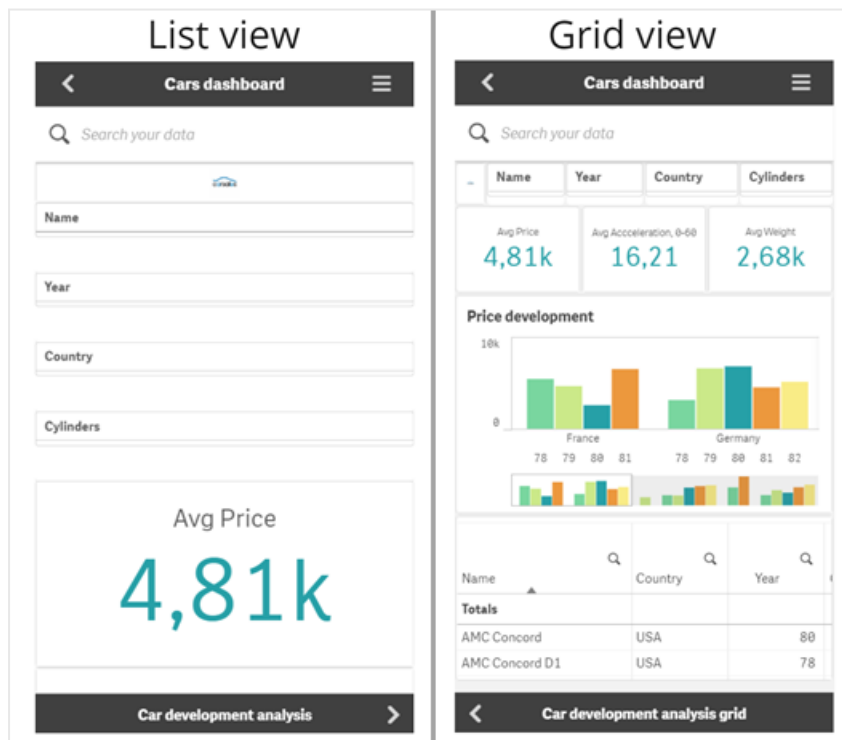 List view
Cars dashboard
Search your data
Name
Year
Country
Cylinders
Avg Price
4,81k
Car development analysis
Grid view
Cars dashboard
Search your data
Name Year Country Cylinders
Avg Price Avg Accceleration, 0-60 Avg Weight
4,81k 16,21 2,68k
Price development
10k
0
France Germany
78 79 80 81 78 79 80 81 82
Name Country Year
Totals
AMC Concord USA 80
AMC Concord D1 USA 78
Car development analysis grid